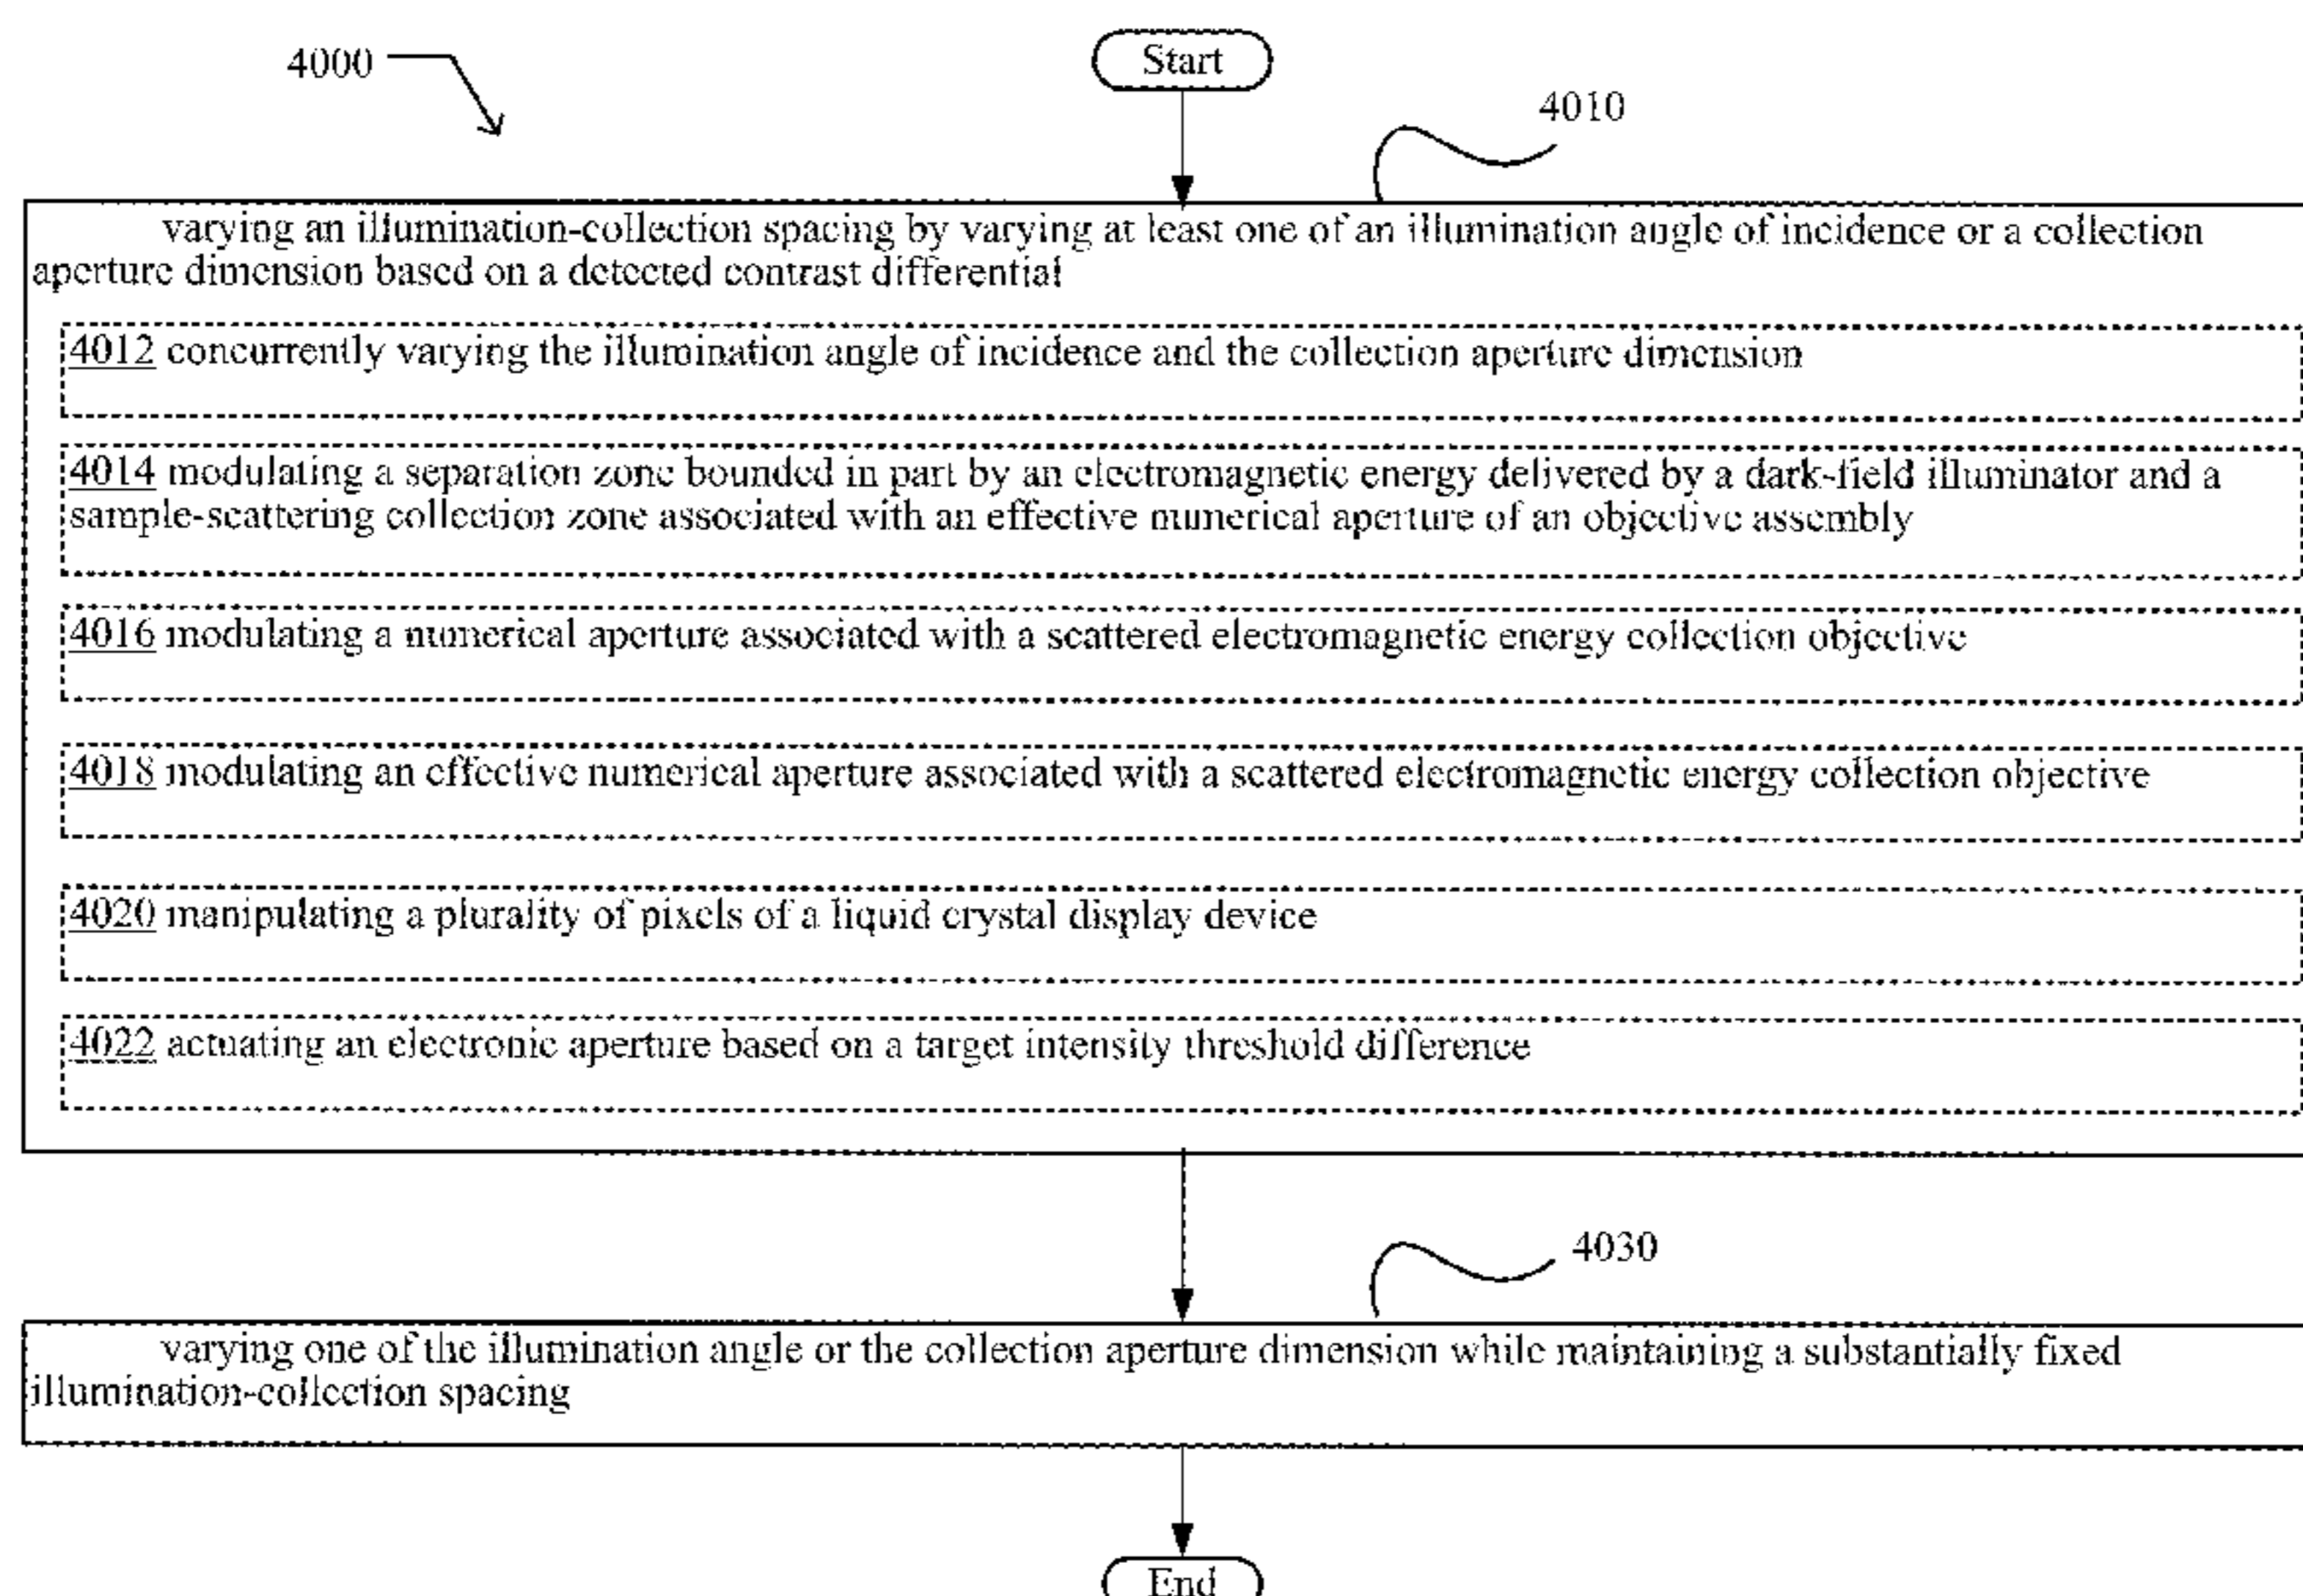 4000
Start
4010
varying an illumination-collection spacing by varying at least one of an illumination angle of incidence or a collection
aperture dimension based on a detected contrast differential
4012 concurrently varying the illumination angle of incidence and the collection aperture dimension
4014 modulating a separation zone bounded in part by an electromagnetic energy delivered by a dark-field illuminator and a
sample-scattering collection zone associated with an effective numerical aperture of an objective assembly
4016 modulating a numerical aperture associated with a scattered electromagnetic energy collection objective
4018 modulating an effective numerical aperture associated with a scattered electromagnetic energy collection objective
4020 manipulating a plurality of pixels of a liquid crystal display device
4022 actuating an electronic aperture based on a target intensity threshold difference
4030
varying one of the illumination angle or the collection aperture dimension while maintaining a substantially fixed
illumination-collection spacing
End